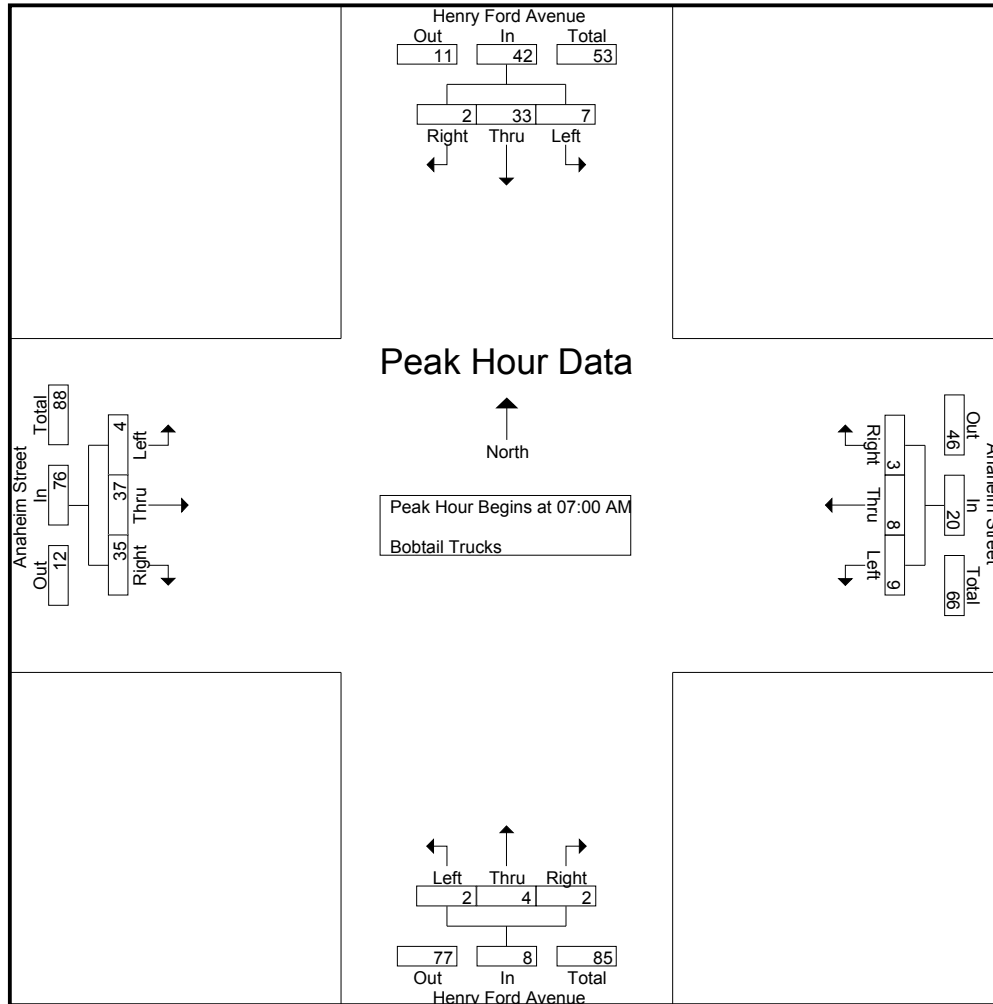 Henry Ford Avenue
Out In Total
11 42 53
2 33 7
Right Thru Left
Peak Hour Data
North
Peak Hour Begins at 07:00 AM
Bobtail Trucks
Anaheim Street
Total In Out
88 76 12
4 37 35
Left Thru Right
Anaheim Street
Out In Total
46 20 66
3 8 9
Right Thru Left
Left Thru Right
2 4 2
77 8 85
Out In Total
Henry Ford Avenue